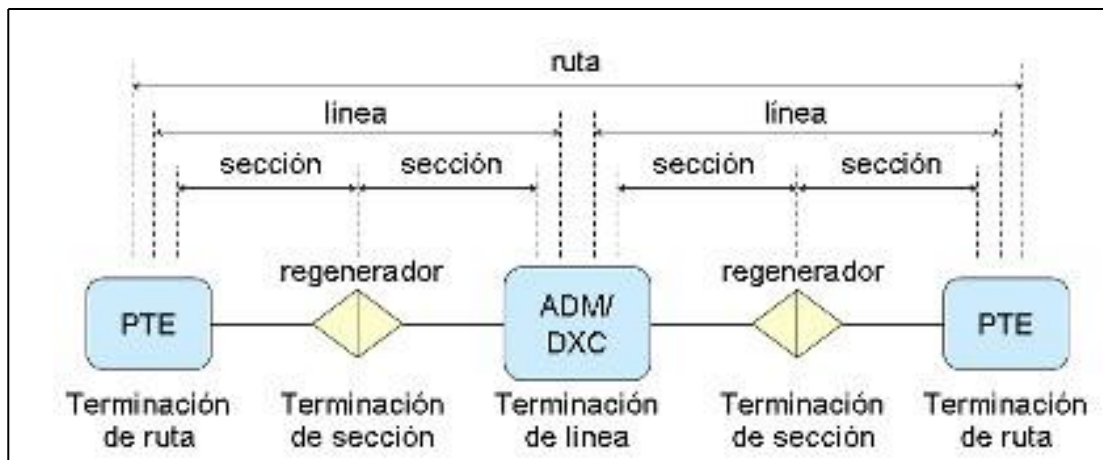 ruta
línea línea
sección sección sección sección
regenerador regenerador
PTE ADM/ PTE
DXC
Terminación Terminación Terminación Terminación Terminación
de ruta de sección de línea de sección de ruta